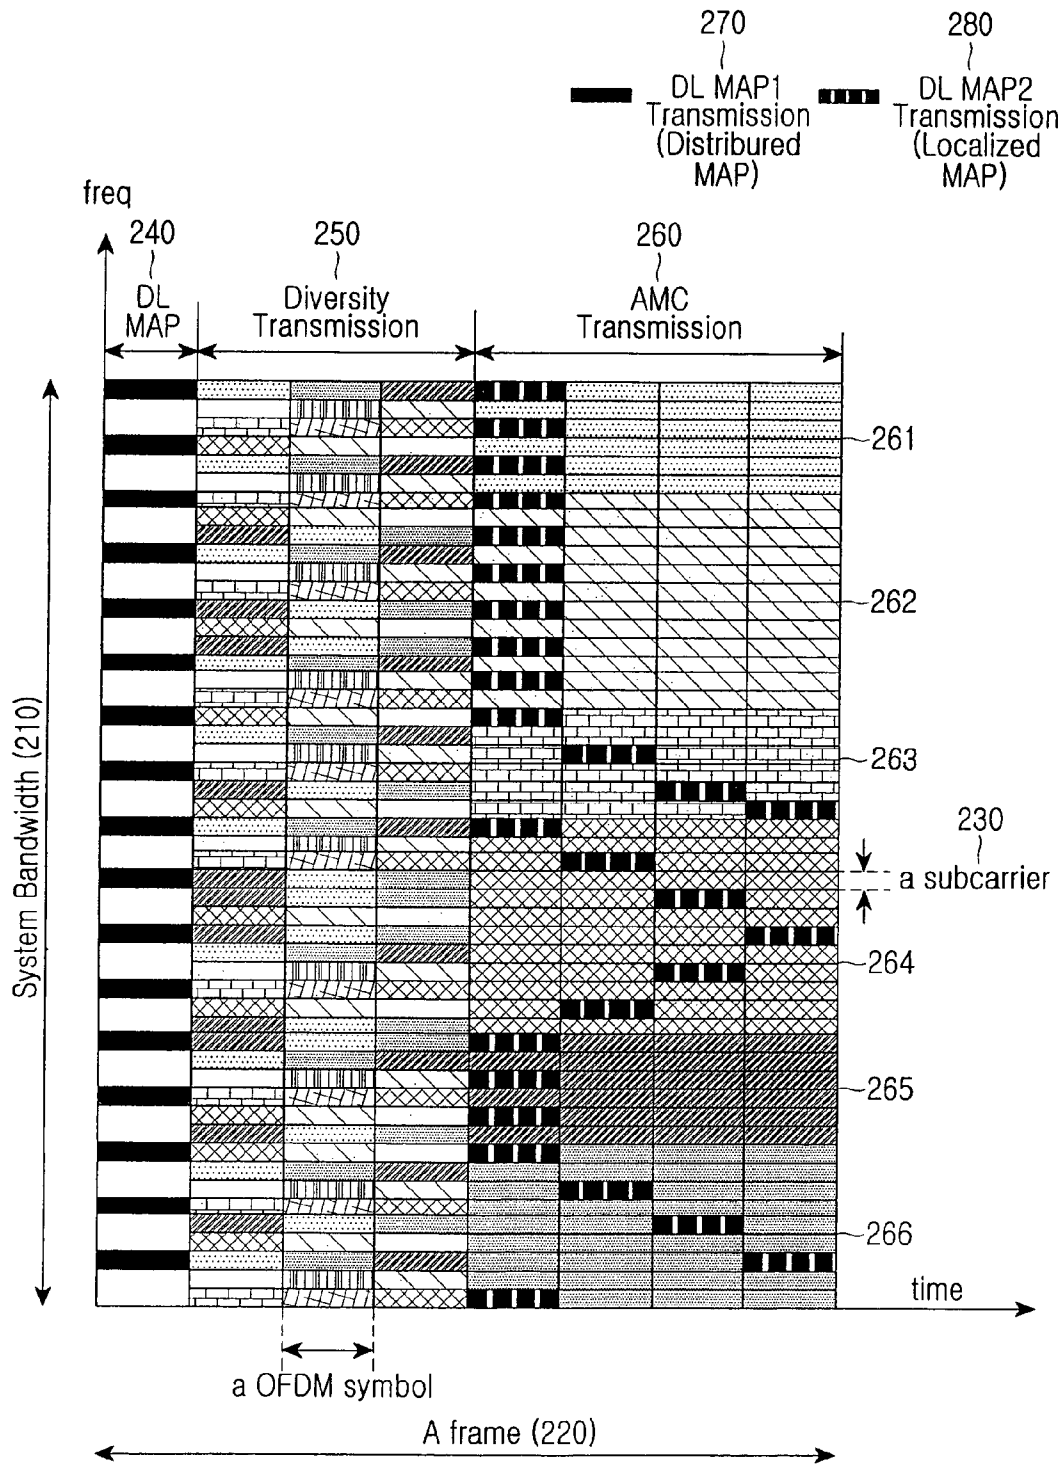 270
280
DL MAP1
Transmission
(Distribured
MAP)
DL MAP2
Transmission
(Localized
MAP)
freq
240
250
260
DL
MAP
Diversity
Transmission
AMC
Transmission
261
262
263
230
a subcarrier
264
265
266
System Bandwidth (210)
time
a OFDM symbol
A frame (220)